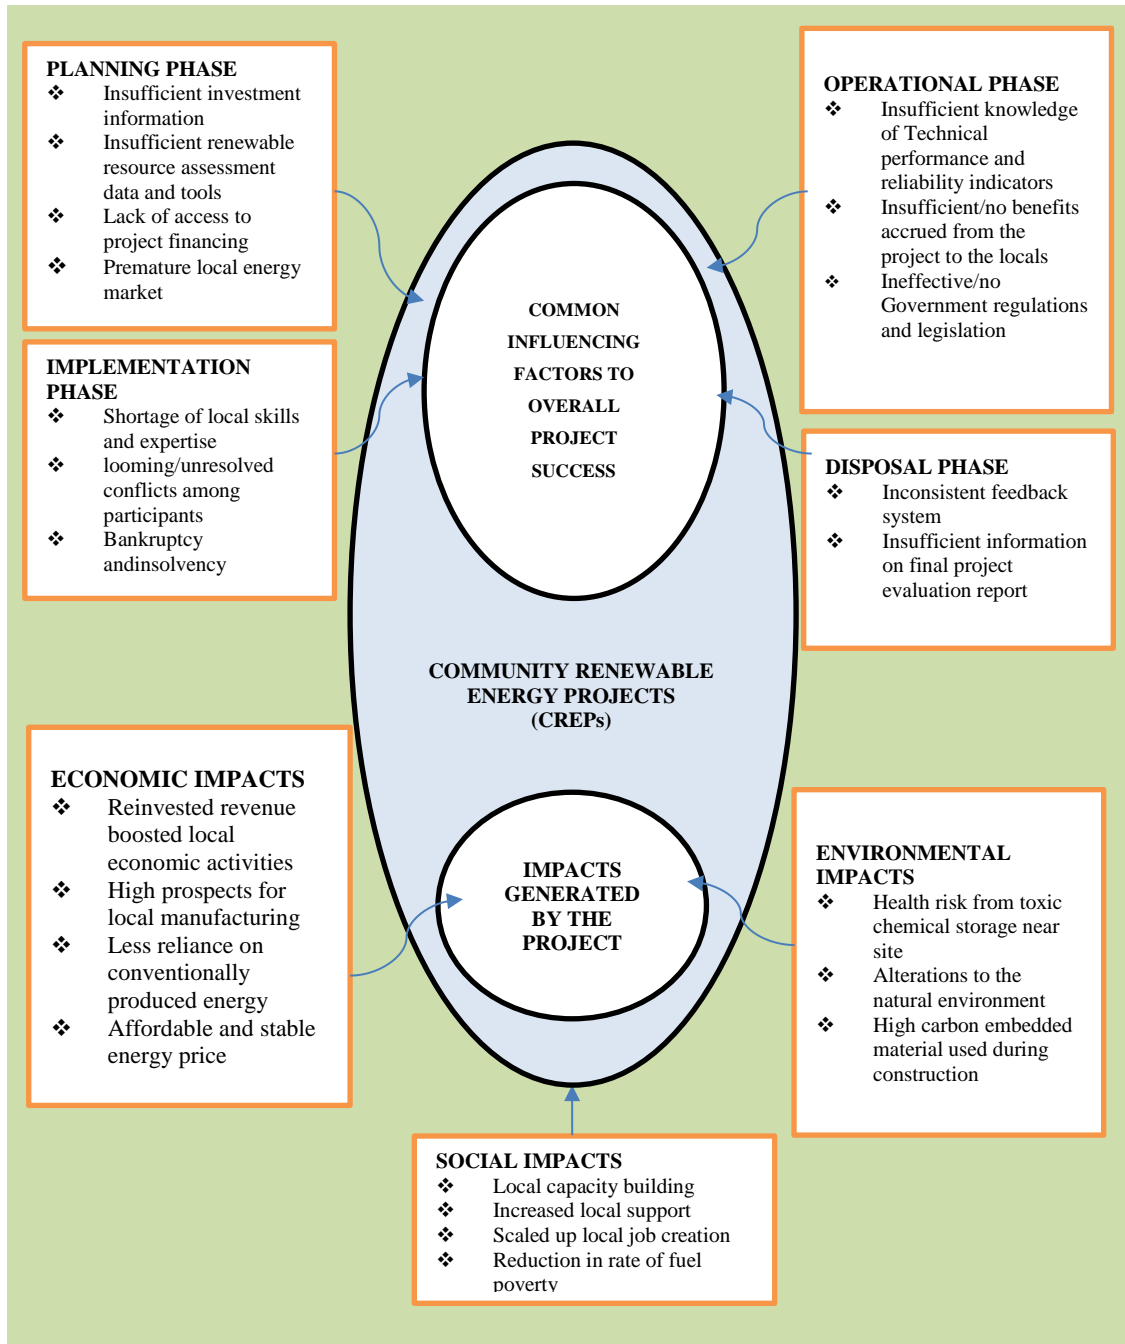 PLANNING PHASE
❖ Insufficient investment
information
❖ Insufficient renewable
resource assessment
data and tools
❖ Lack of access to
project financing
❖ Premature local energy
market
OPERATIONAL PHASE
❖ Insufficient knowledge
of Technical
performance and
reliability indicators
❖ Insufficient/no benefits
accrued from the
project to the locals
❖ Ineffective/no
Government regulations
and legislation
COMMON
INFLUENCING
FACTORS TO
OVERALL
PROJECT
SUCCESS
IMPLEMENTATION
PHASE
❖ Shortage of local skills
and expertise
❖ looming/unresolved
conflicts among
participants
❖ Bankruptcy
andinsolvency
DISPOSAL PHASE
❖ Inconsistent feedback
system
❖ Insufficient information
on final project
evaluation report
COMMUNITY RENEWABLE
ENERGY PROJECTS
(CREPs)
ECONOMIC IMPACTS
❖ Reinvested revenue
boosted local
economic activities
❖ High prospects for
local manufacturing
❖ Less reliance on
conventionally
produced energy
❖ Affordable and stable
energy price
IMPACTS
GENERATED
BY THE
PROJECT
ENVIRONMENTAL
IMPACTS
❖ Health risk from toxic
chemical storage near
site
❖ Alterations to the
natural environment
❖ High carbon embedded
material used during
construction
SOCIAL IMPACTS
❖ Local capacity building
❖ Increased local support
❖ Scaled up local job creation
❖ Reduction in rate of fuel
poverty